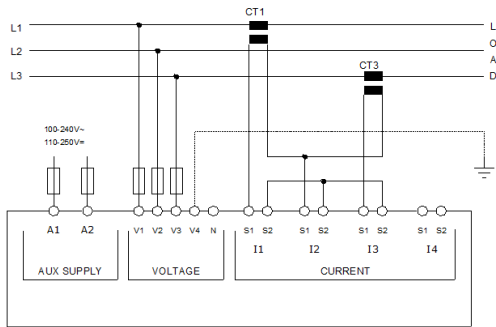 CT1
L1 L
L2 O
CT3 A
L3 D
100-240V~
110-250V=
V1 V2 V3 V4 N S1 S2 S1 S2 S1 S2 S1 S2
A1 A2 I1 I2 I3 I4
AUX SUPPLY VOLTAGE CURRENT